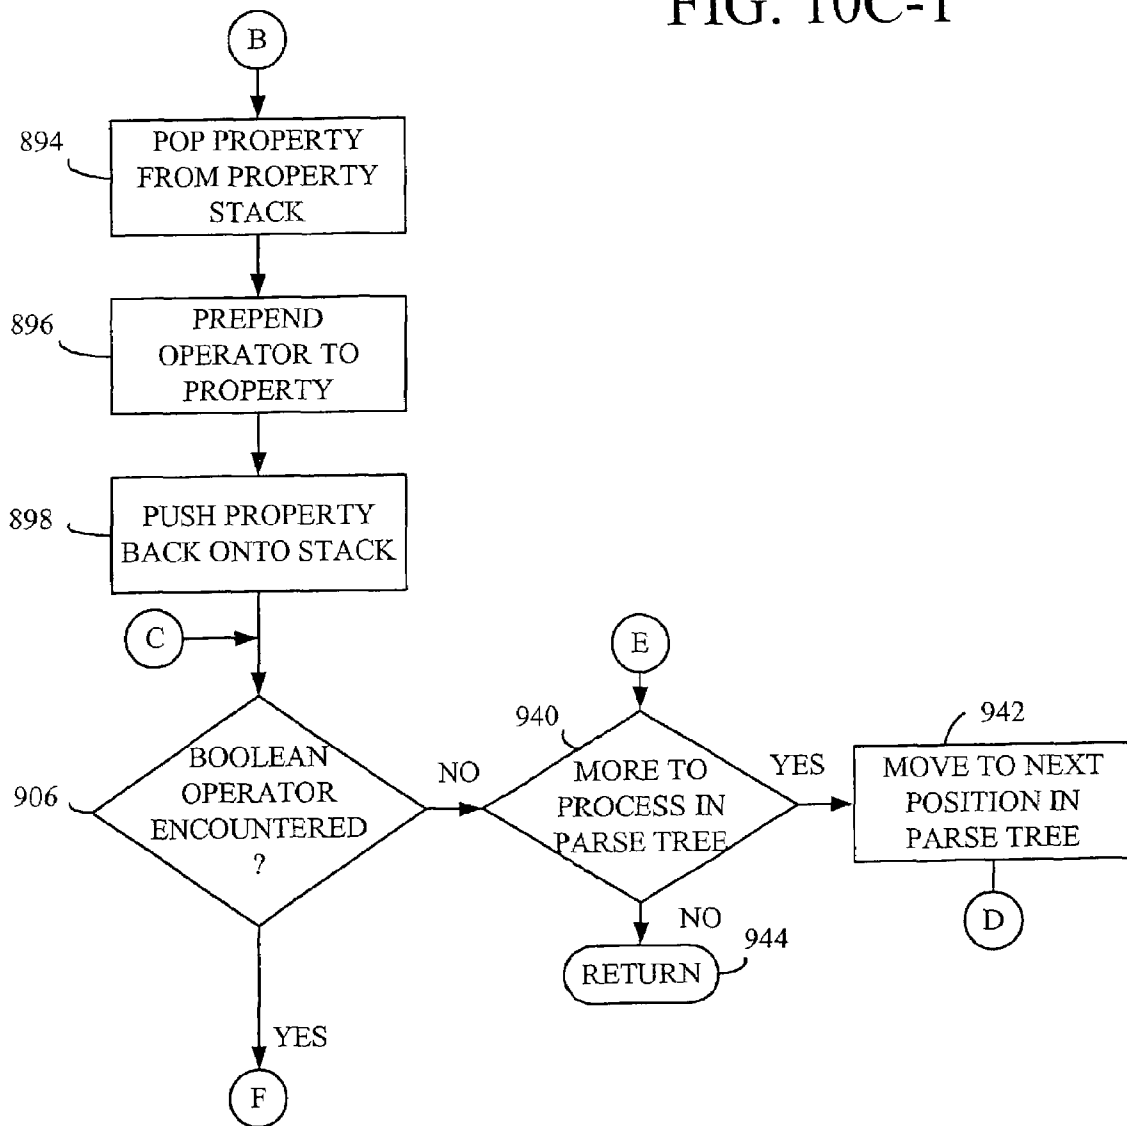 FIG. 10C-1
B
894
POP PROPERTY
FROM PROPERTY
STACK
896
PREPEND
OPERATOR TO
PROPERTY
898
PUSH PROPERTY
BACK ONTO STACK
C
E
906
BOOLEAN
OPERATOR
ENCOUNTERED
?
NO
940
MORE TO
PROCESS IN
PARSE TREE
YES
942
MOVE TO NEXT
POSITION IN
PARSE TREE
D
NO
RETURN
944
YES
F